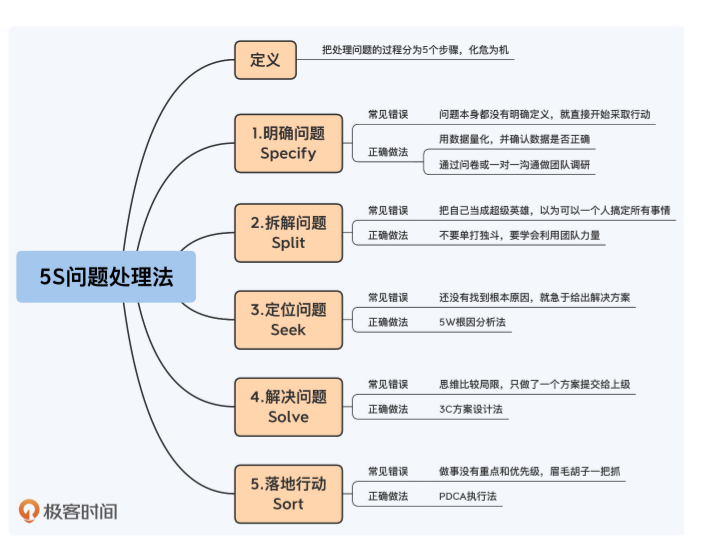 5S问题处理法
定义
把处理问题的过程分为5个步骤，化危为机
1.明确问题
Specify
常见错误
问题本身都没有明确定义，就直接开始采取行动
正确做法
用数据量化，并确认数据是否正确
通过问卷或一对一沟通做团队调研
2.拆解问题
Split
常见错误
把自己当成超级英雄，以为可以一个人搞定所有事情
正确做法
不要单打独斗，要学会利用团队力量
3.定位问题
Seek
常见错误
还没有找到根本原因，就急于给出解决方案
正确做法
5W根因分析法
4.解决问题
Solve
常见错误
思维比较局限，只做了一个方案提交给上级
正确做法
3C方案设计法
5.落地行动
Sort
常见错误
做事没有重点和优先级，眉毛胡子一把抓
正确做法
PDCA执行法
极客时间